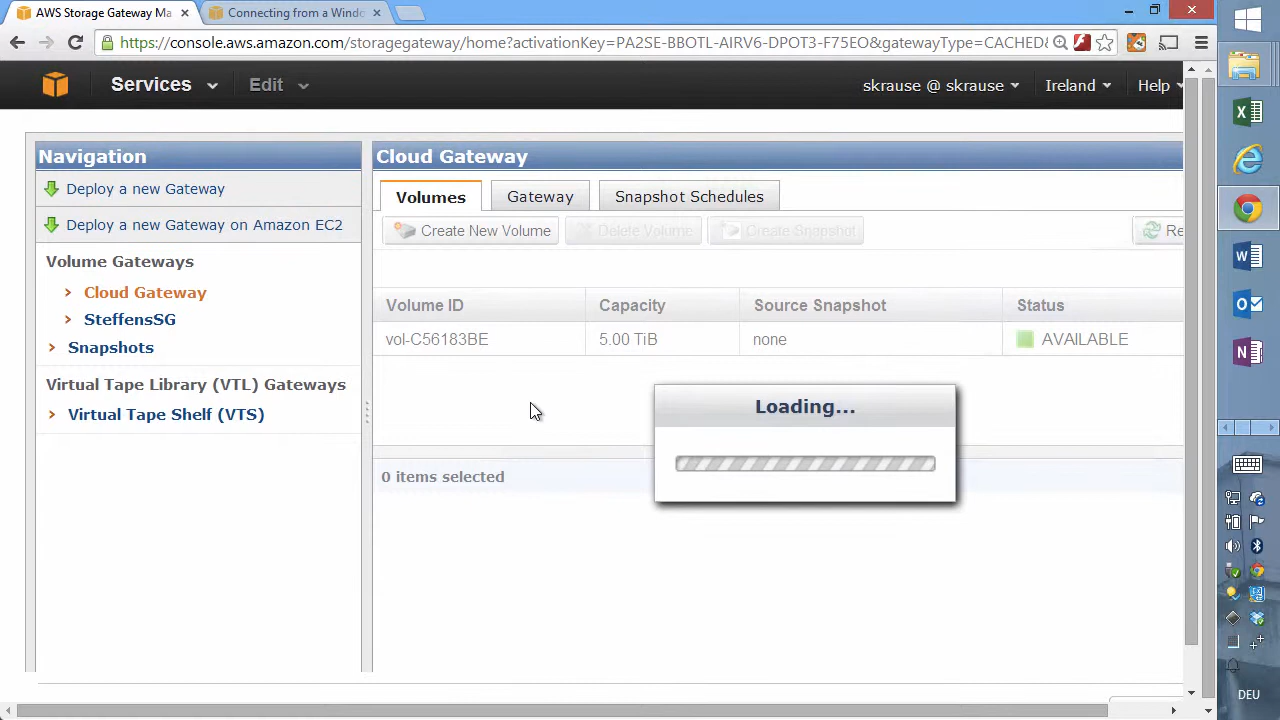 AWS Storage Gateway Ma
Connecting from a Windo
https://console.aws.amazon.com/storagegateway/home?activationKey=PA2SE-BBOTL-AIRV6-DPOT3-F75EO&gatewayType=CACHED&
Services Edit skrause @ skrause Ireland Help
Navigation
Deploy a new Gateway
Deploy a new Gateway on Amazon EC2
Volume Gateways
Cloud Gateway
SteffensSG
Snapshots
Virtual Tape Library (VTL) Gateways
Virtual Tape Shelf (VTS)
Cloud Gateway
Volumes Gateway Snapshot Schedules
Create New Volume Delete Volume Create Snapshot Re
Volume ID Capacity Source Snapshot Status
vol-C56183BE 5.00 TiB none AVAILABLE
Loading...
0 items selected
DEU